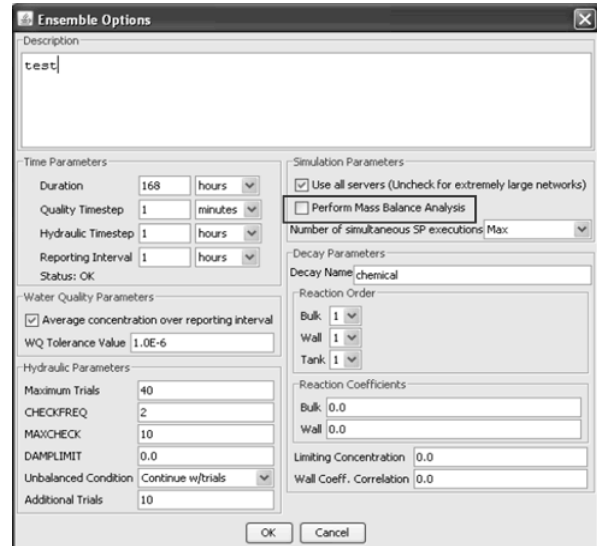 Ensemble Options
Description
test
Time Parameters
Duration 168 hours
Quality Timestep 1 minutes
Hydraulic Timestep 1 hours
Reporting Interval 1 hours
Status: OK
Water Quality Parameters
Average concentration over reporting interval
WQ Tolerance Value 1.0E-6
Hydraulic Parameters
Maximum Trials 40
CHECKFREQ 2
MAXCHECK 10
DAMPLIMIT 0.0
Unbalanced Condition Continue w/trials
Additional Trials 10
Simulation Parameters
Use all servers (Uncheck for extremely large networks)
Perform Mass Balance Analysis
Number of simultaneous SP executions Max
Decay Parameters
Decay Name chemical
Reaction Order
Bulk 1
Wall 1
Tank 1
Reaction Coefficients
Bulk 0.0
Wall 0.0
Limiting Concentration 0.0
Wall Coeff. Correlation 0.0
OK Cancel